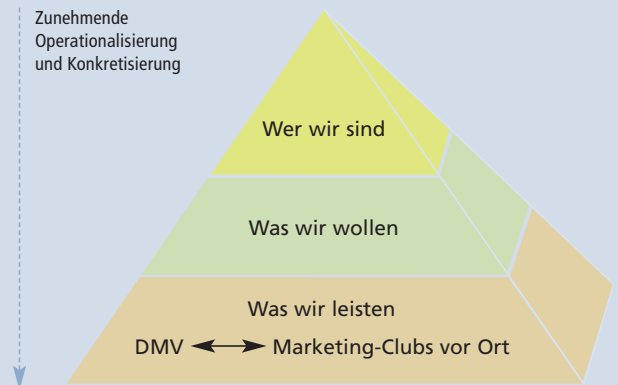 Zunehmende
Operationalisierung
und Konkretisierung
Wer wir sind
Was wir wollen
Was wir leisten
DMV Marketing-Clubs vor Ort